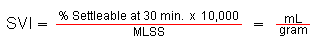 SVI = % Settleable at 30 min. x 10,000 / MLSS = mL / gram